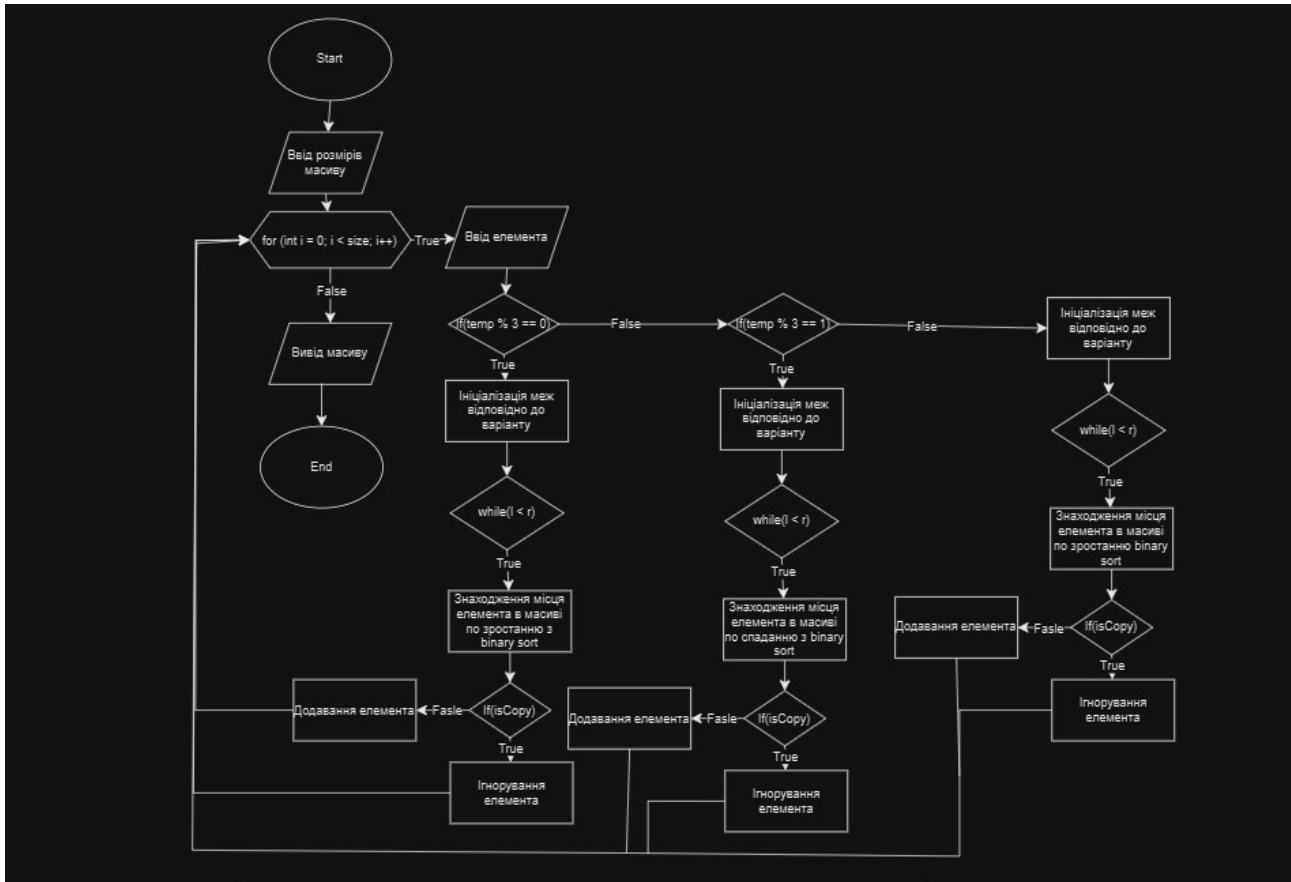 Start
Ввід розмірів
масиву
for (int i = 0; i < size; i++)
True
Ввід елемента
False
Вивід масиву
End
If(temp % 3 == 0)
False
If(temp % 3 == 1)
False
Ініціалізація меж
відповідно до
варіанту
True
Ініціалізація меж
відповідно до
варіанту
True
Ініціалізація меж
відповідно до
варіанту
while(l < r)
True
while(l < r)
True
while(l < r)
True
Знаходження місця
елемента в масиві
по зростанню binary
sort
Знаходження місця
елемента в масиві
по зростанню з
binary sort
Знаходження місця
елемента в масиві
по спаданню з binary
sort
Додавання елемента
Fasle
If(isCopy)
True
Ігнорування
елемента
Додавання елемента
Fasle
If(isCopy)
True
Ігнорування
елемента
Додавання елемента
Fasle
If(isCopy)
True
Ігнорування
елемента